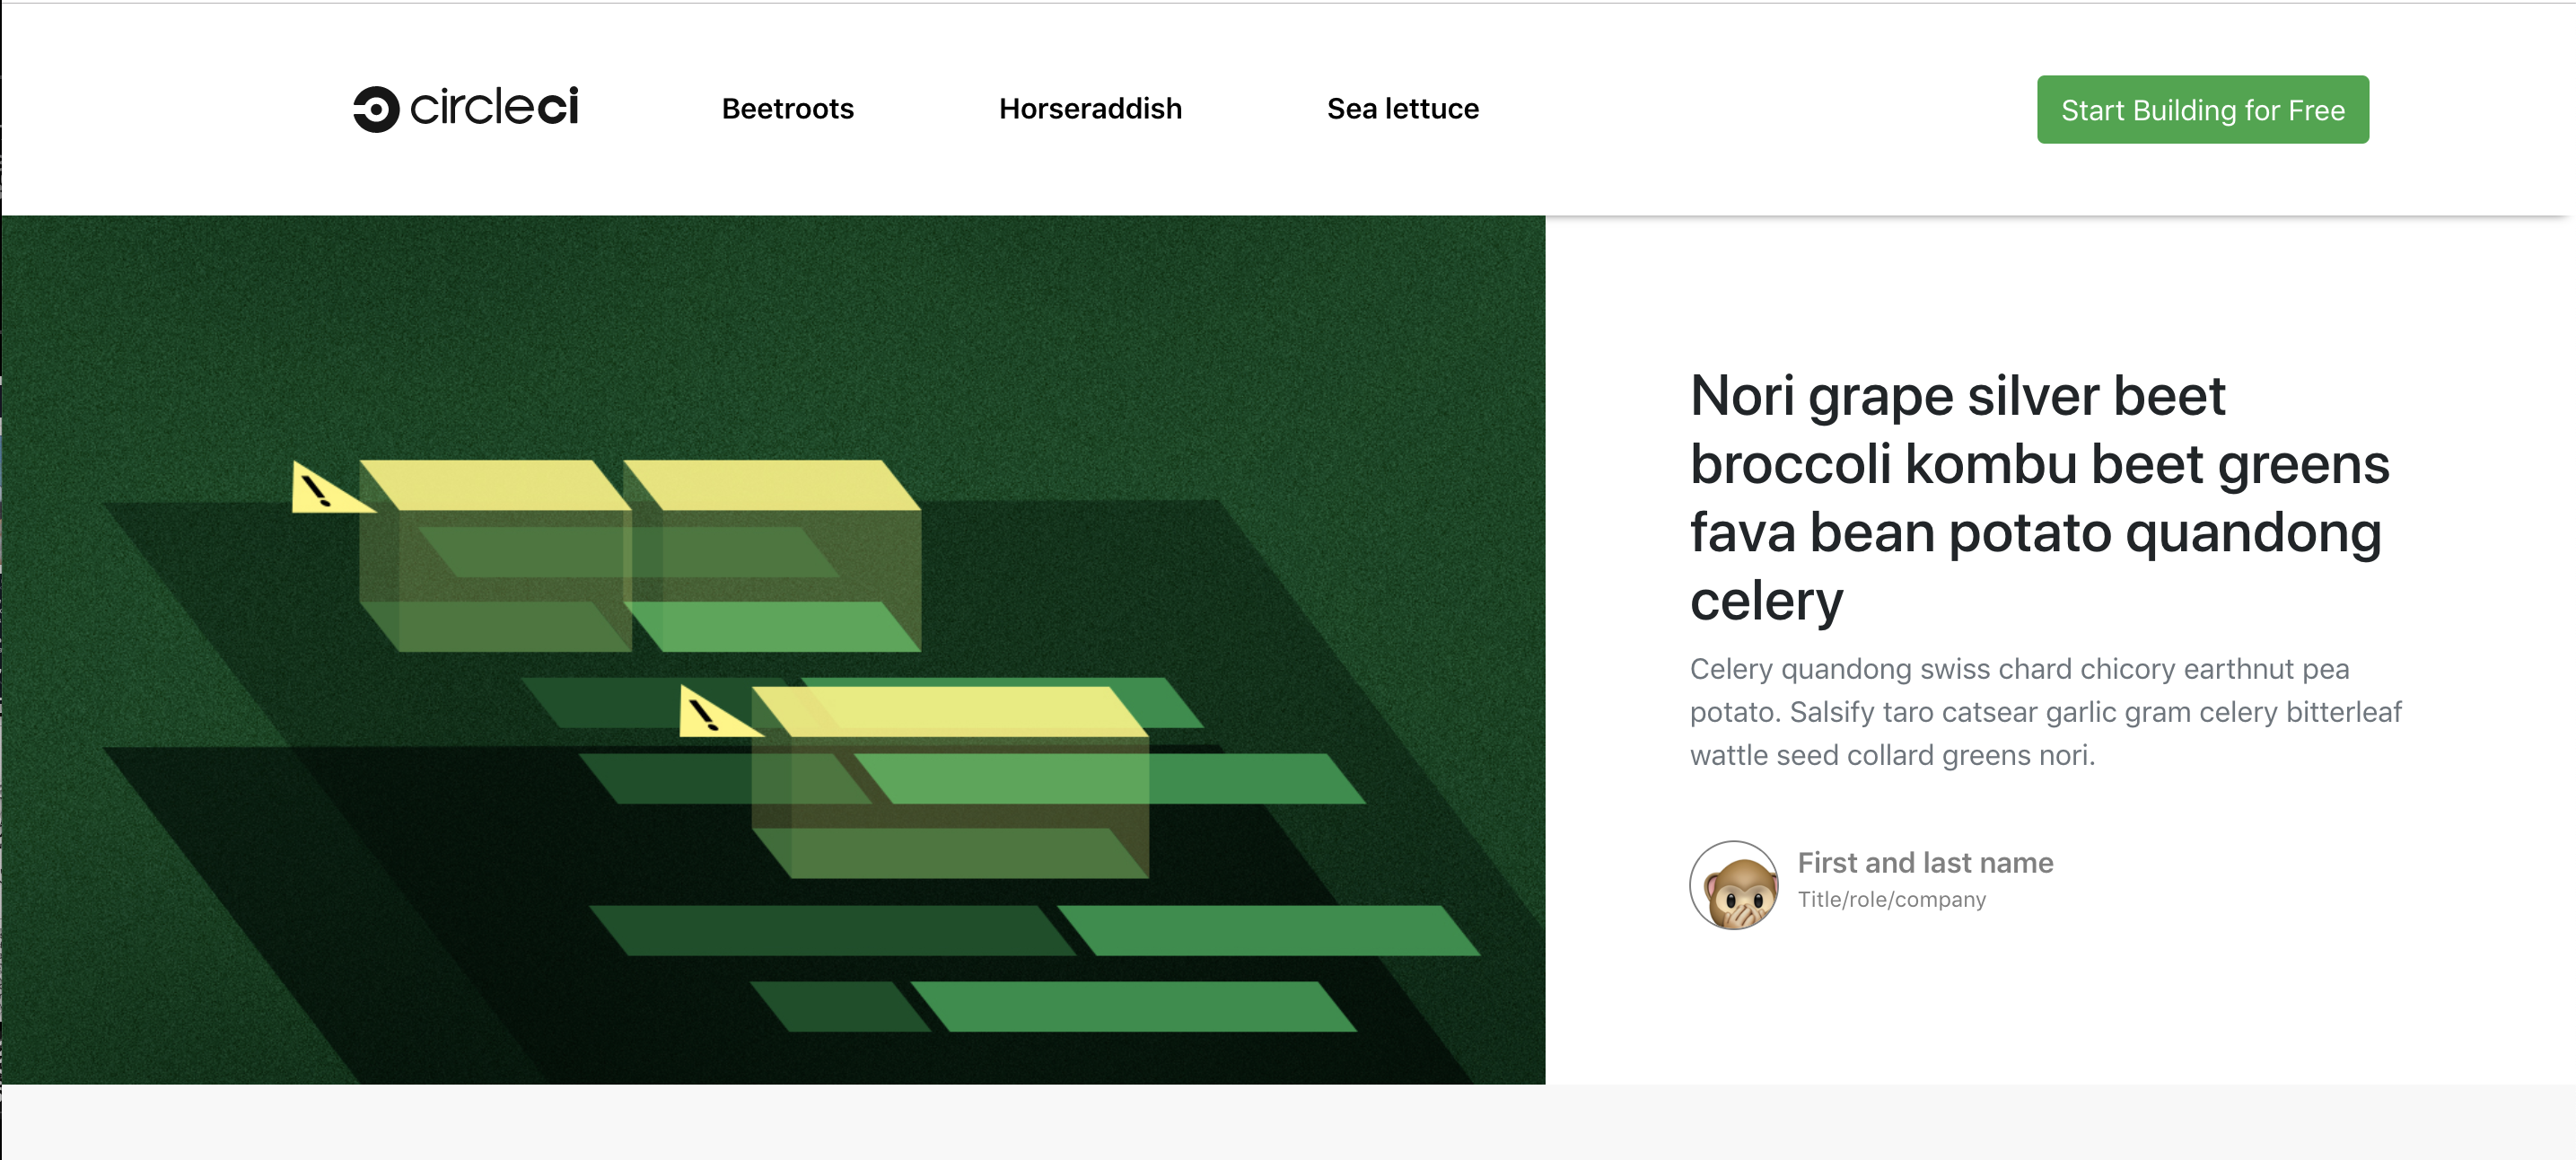 circleci
Beetroots
Horseraddish
Sea lettuce
Start Building for Free
!
!
Nori grape silver beet
broccoli kombu beet greens
fava bean potato quandong
celery
Celery quandong swiss chard chicory earthnut pea
potato. Salsify taro catsear garlic gram celery bitterleaf
wattle seed collard greens nori.
First and last name
Title/role/company